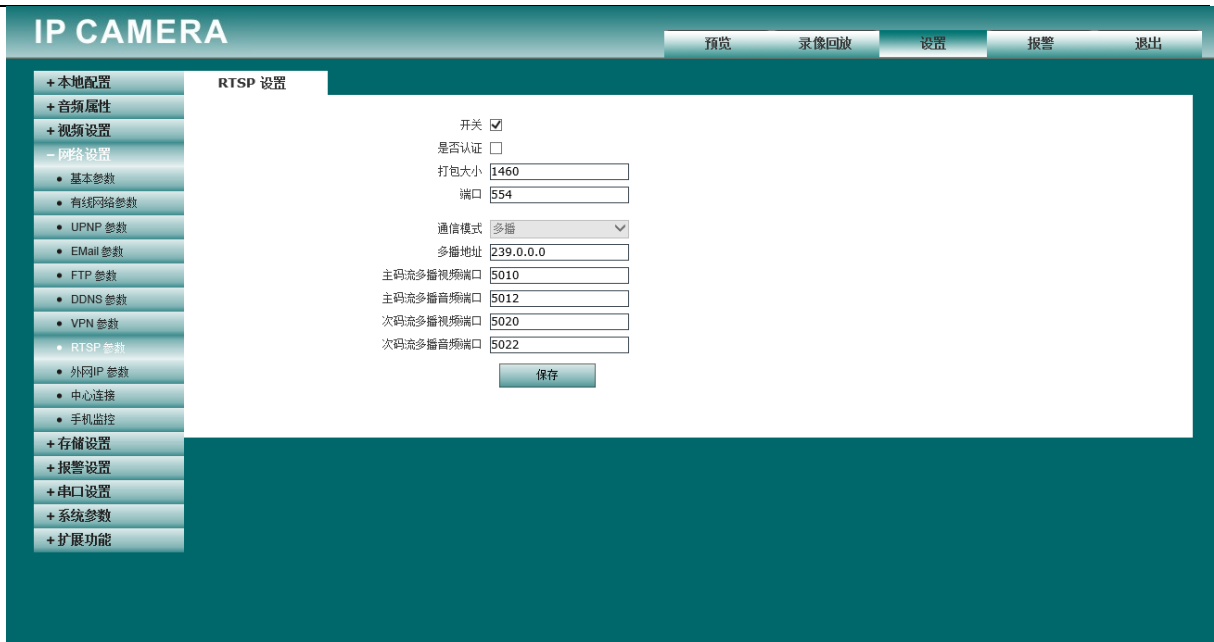 IP CAMERA
预览 录像回放 设置 报警 退出
+本地配置
+音频属性
+视频设置
－网络设置
• 基本参数
• 有线网络参数
• UPNP 参数
• EMail 参数
• FTP 参数
• DDNS 参数
• VPN 参数
• RTSP 参数
• 外网IP 参数
• 中心连接
• 手机监控
+存储设置
+报警设置
+串口设置
+系统参数
+扩展功能
RTSP 设置
开关
是否认证
打包大小 1460
端口 554
通信模式 多播
多播地址 239.0.0.0
主码流多播视频端口 5010
主码流多播音频端口 5012
次码流多播视频端口 5020
次码流多播音频端口 5022
保存